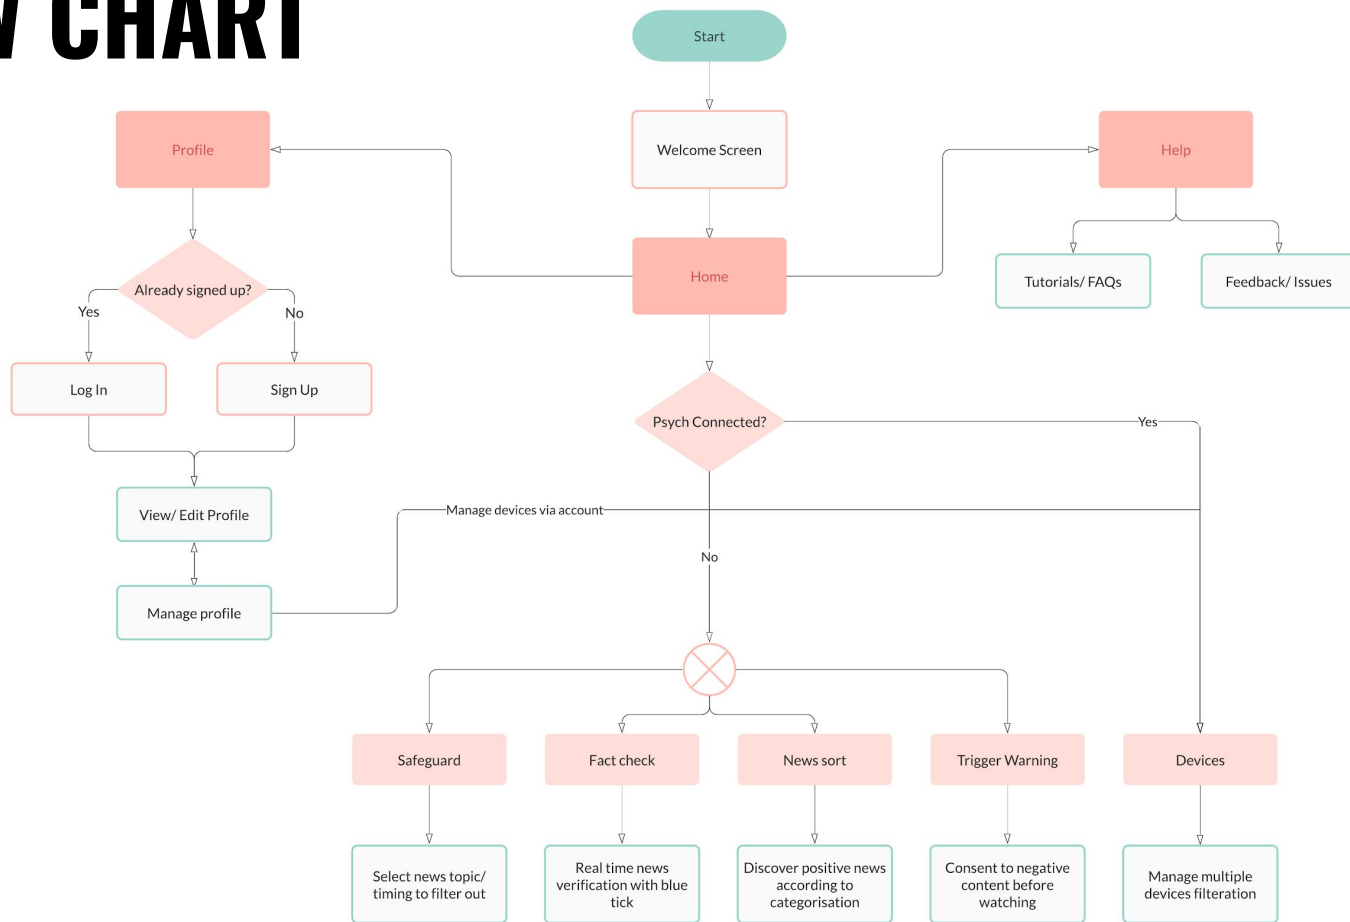 W CHART
Start
Profile
Welcome Screen
Help
Home
Already signed up?
Yes
No
Tutorials/ FAQs
Feedback/ Issues
Log In
Sign Up
Psych Connected?
Yes
View/ Edit Profile
Manage devices via account
No
Manage profile
Safeguard
Fact check
News sort
Trigger Warning
Devices
Select news topic/
timing to filter out
Real time news
verification with blue
tick
Discover positive news
according to
categorisation
Consent to negative
content before
watching
Manage multiple
devices filteration